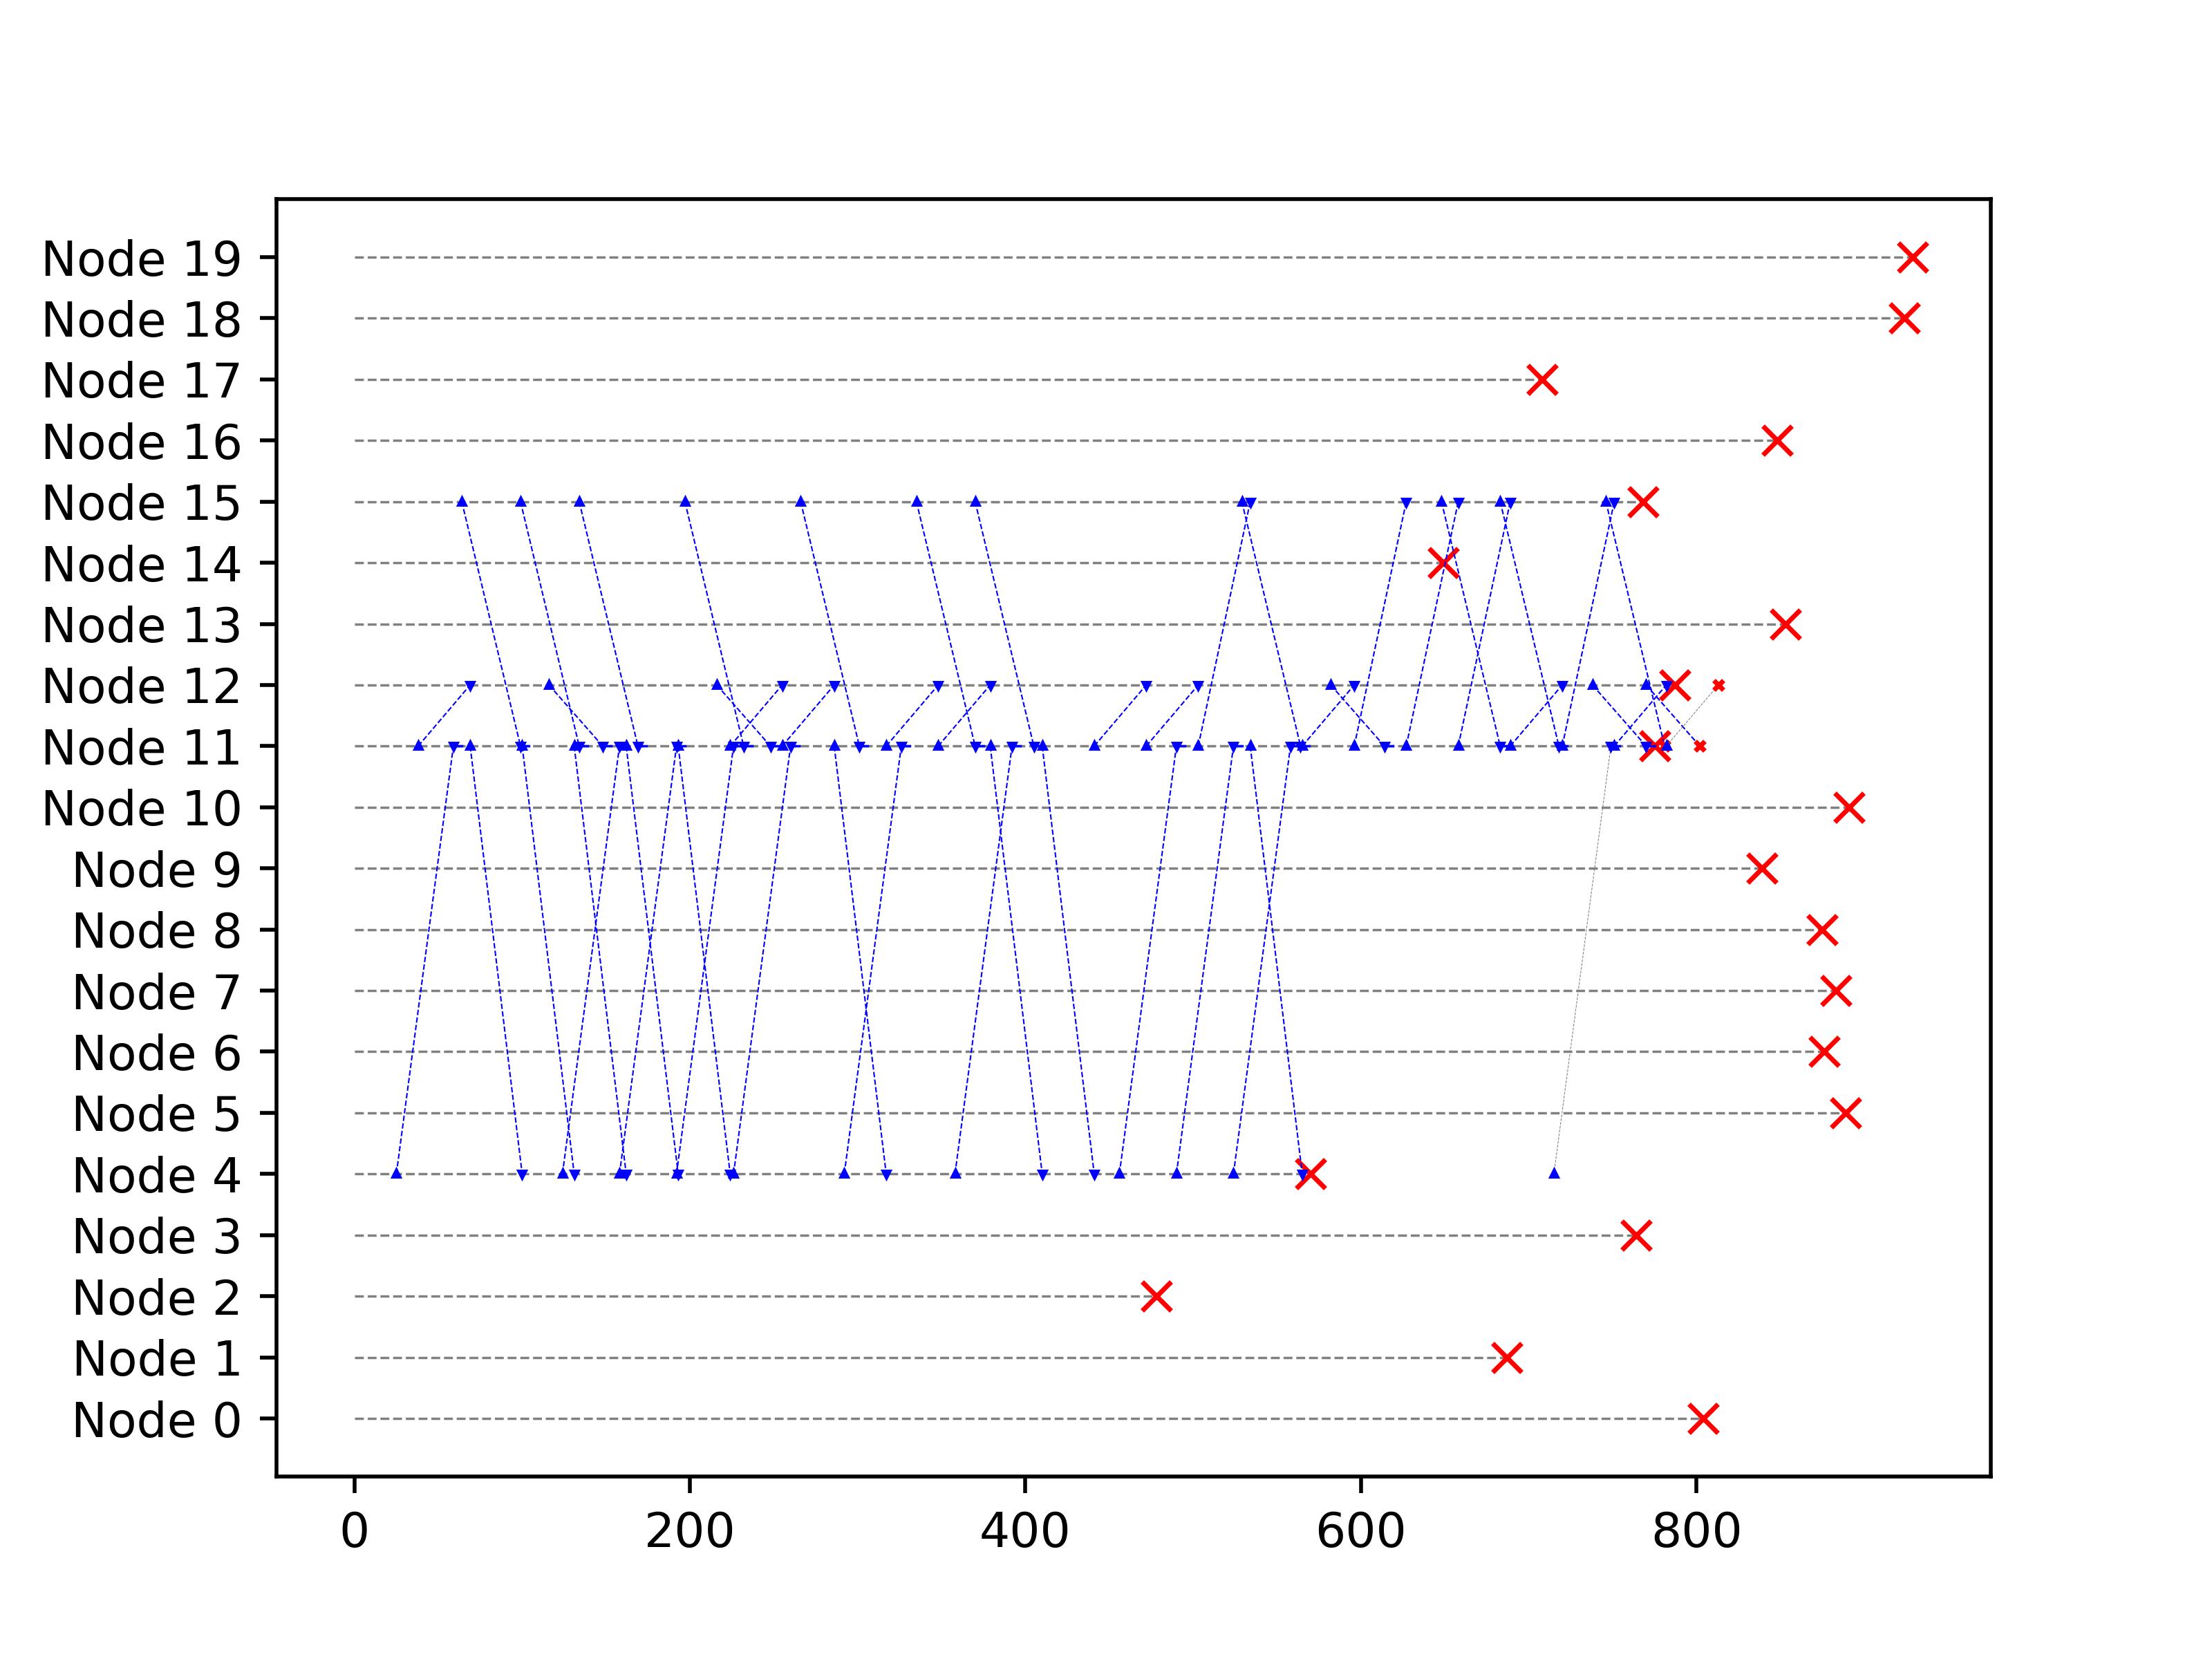 Node 19
Node 18
Node 17
Node 16
Node 15
Node 14
Node 13
Node 12
Node 11
Node 10
Node 9
Node 8
Node 7
Node 6
Node 5
Node 4
Node 3
Node 2
Node 1
Node 0
0 200 400 600 800